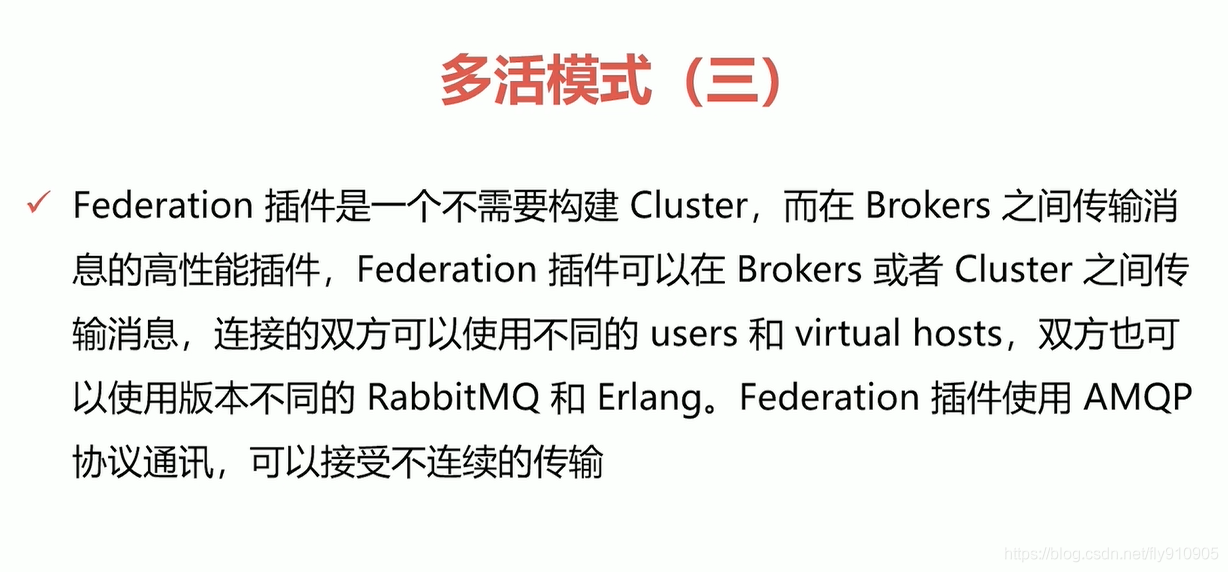 多活模式（三）
✓ Federation 插件是一个不需要构建 Cluster，而在 Brokers 之间传输消
息的高性能插件，Federation 插件可以在 Brokers 或者 Cluster 之间传
输消息，连接的双方可以使用不同的 users 和 virtual hosts，双方也可
以使用版本不同的 RabbitMQ 和 Erlang。Federation 插件使用 AMQP
协议通讯，可以接受不连续的传输
https://blog.csdn.net/fly910905